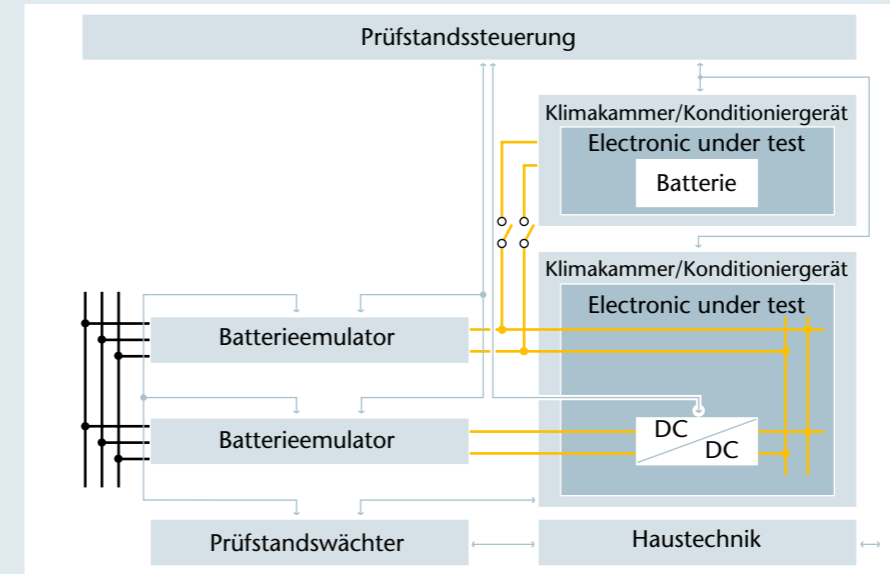 Prüfstandssteuerung
Klimakammer/Konditioniergerät
Electronic under test
Batterie
Klimakammer/Konditioniergerät
Electronic under test
Batterieemulator
Batterieemulator
DC
DC
Prüfstandswächter
Haustechnik